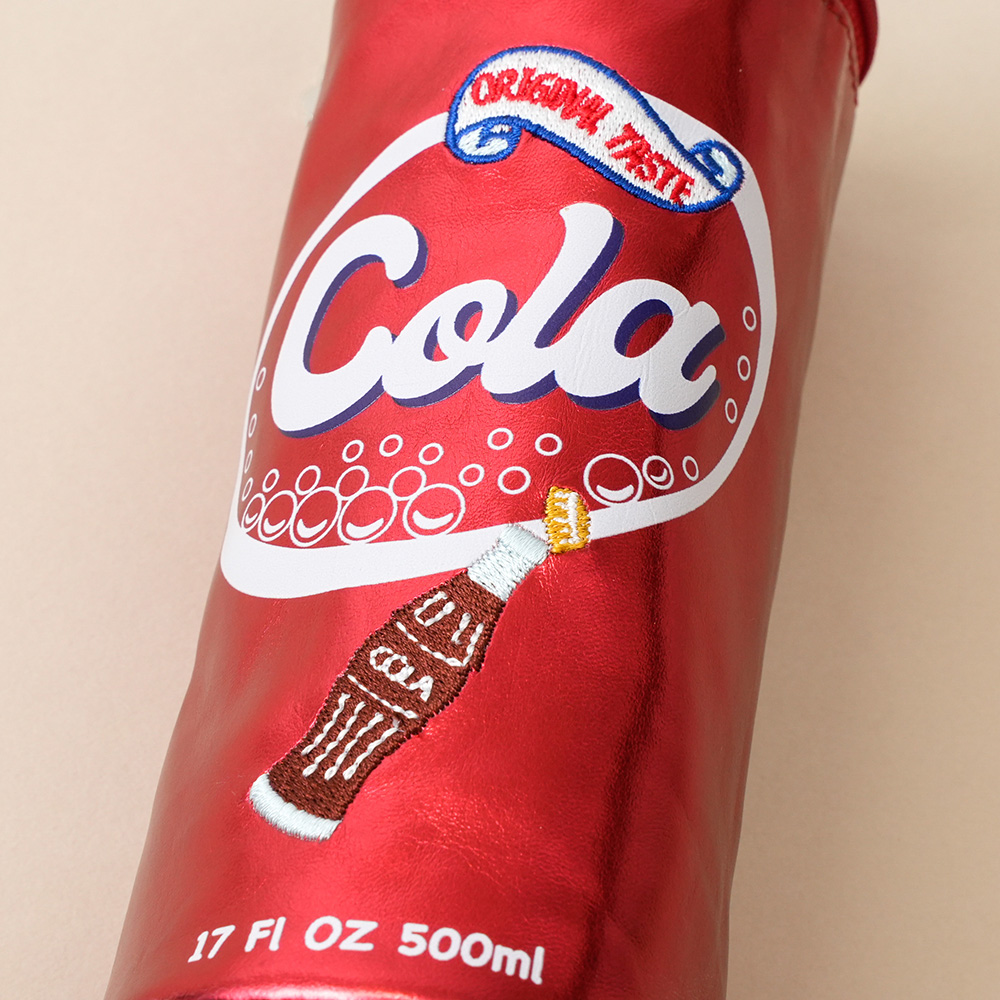 ORIGINAL TASTE
Cola
COLA
17 Fl OZ 500ml